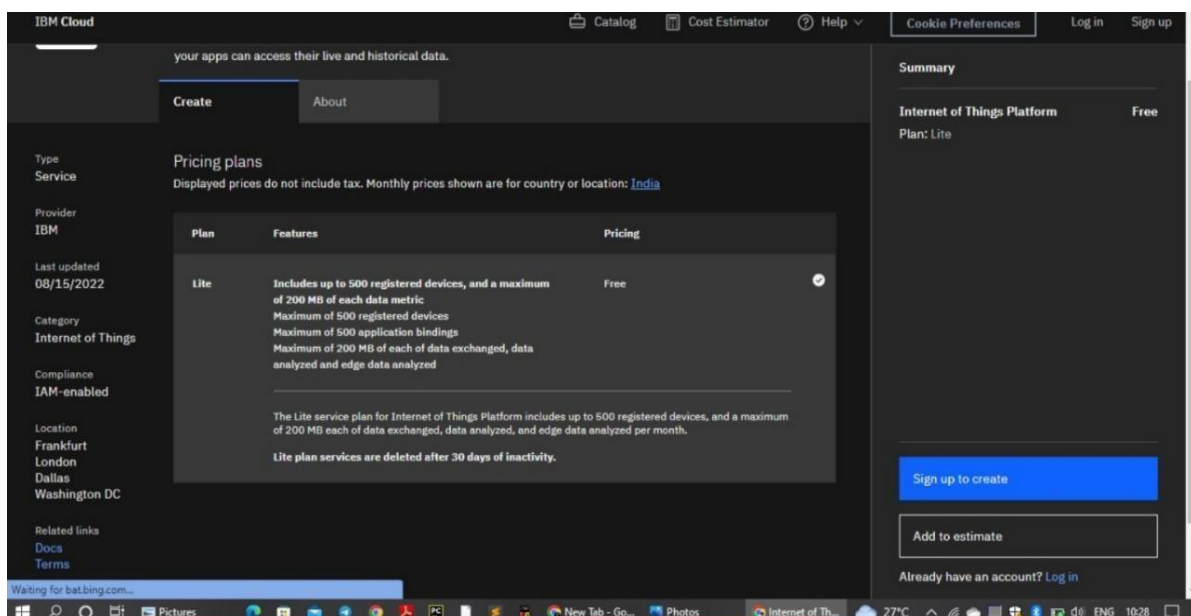 IBM Cloud
Catalog
Cost Estimator
Help
Cookie Preferences
Log in
Sign up
your apps can access their live and historical data.
Create
About
Type
Service
Provider
IBM
Last updated
08/15/2022
Category
Internet of Things
Compliance
IAM-enabled
Location
Frankfurt
London
Dallas
Washington DC
Related links
Docs
Terms
Pricing plans
Displayed prices do not include tax. Monthly prices shown are for country or location: India
Plan
Features
Pricing
Lite
Includes up to 500 registered devices, and a maximum
of 200 MB of each data metric
Maximum of 500 registered devices
Maximum of 500 application bindings
Maximum of 200 MB of each of data exchanged, data
analyzed and edge data analyzed
Free
The Lite service plan for Internet of Things Platform includes up to 500 registered devices, and a maximum
of 200 MB each of data exchanged, data analyzed, and edge data analyzed per month.
Lite plan services are deleted after 30 days of inactivity.
Summary
Internet of Things Platform
Free
Plan: Lite
Sign up to create
Add to estimate
Already have an account? Log in
Waiting for bat.bing.com...
Pictures
PC
New Tab - Go...
Photos
Internet of Th...
27°C
ENG
10:28